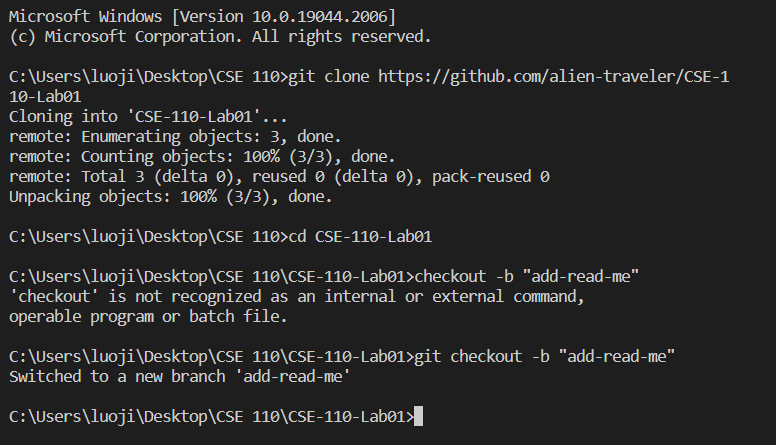 Microsoft Windows [Version 10.0.19044.2006]
(c) Microsoft Corporation. All rights reserved.
C:\Users\luoji\Desktop\CSE 110>git clone https://github.com/alien-traveler/CSE-1
10-Lab01
Cloning into 'CSE-110-Lab01'...
remote: Enumerating objects: 3, done.
remote: Counting objects: 100% (3/3), done.
remote: Total 3 (delta 0), reused 0 (delta 0), pack-reused 0
Unpacking objects: 100% (3/3), done.
C:\Users\luoji\Desktop\CSE 110>cd CSE-110-Lab01
C:\Users\luoji\Desktop\CSE 110\CSE-110-Lab01>checkout -b "add-read-me"
'checkout' is not recognized as an internal or external command,
operable program or batch file.
C:\Users\luoji\Desktop\CSE 110\CSE-110-Lab01>git checkout -b "add-read-me"
Switched to a new branch 'add-read-me'
C:\Users\luoji\Desktop\CSE 110\CSE-110-Lab01>